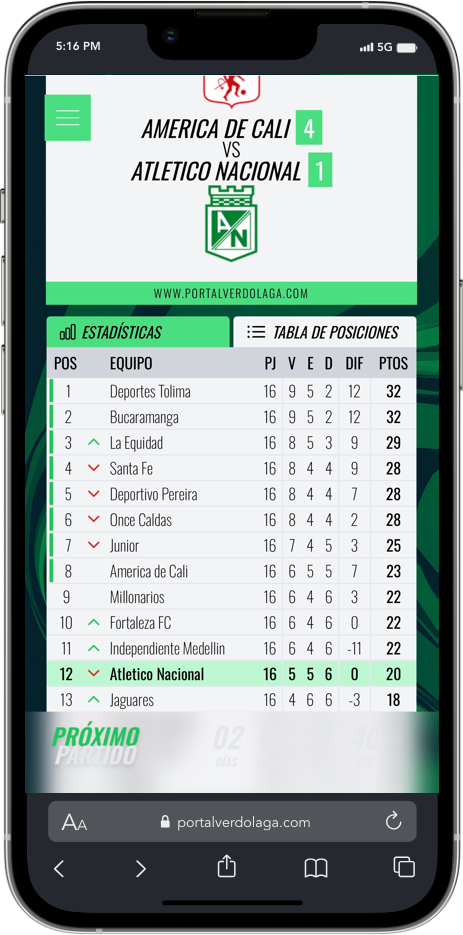 5:16 PM 5G
AMERICA DE CALI 4
VS
ATLETICO NACIONAL 1
AN
WWW.PORTALVERDOLAGA.COM
ESTADÍSTICAS TABLA DE POSICIONES
POS EQUIPO PJ V E D DIF PTOS
1 Deportes Tolima 16 9 5 2 12 32
2 Bucaramanga 16 9 5 2 12 32
3 La Equidad 16 8 5 3 9 29
4 Santa Fe 16 8 4 4 9 28
5 Deportivo Pereira 16 8 4 4 7 28
6 Once Caldas 16 8 4 4 2 28
7 Junior 16 7 4 5 3 25
8 America de Cali 16 6 5 5 7 23
9 Millonarios 16 6 4 6 3 22
10 Fortaleza FC 16 6 4 6 0 22
11 Independiente Medellin 16 6 4 6 -11 22
12 Atletico Nacional 16 5 5 6 0 20
13 Jaguares 16 4 6 6 -3 18
PRÓXIMO
PARTIDO
02
DÍAS
AA portalverdolaga.com